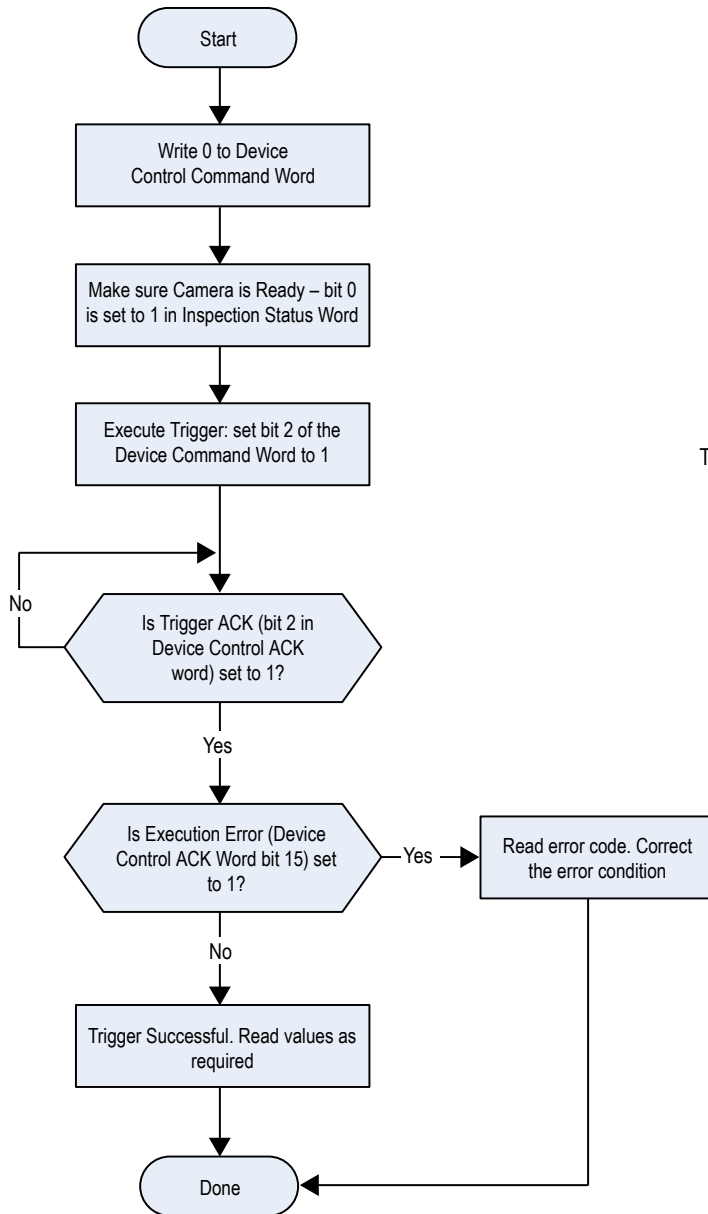 Start
Write 0 to Device
Control Command Word
Make sure Camera is Ready – bit 0
is set to 1 in Inspection Status Word
Execute Trigger: set bit 2 of the
Device Command Word to 1
T
No
Is Trigger ACK (bit 2 in
Device Control ACK
word) set to 1?
Yes
Is Execution Error (Device
Control ACK Word bit 15) set
to 1?
Yes
Read error code. Correct
the error condition
No
Trigger Successful. Read values as
required
Done